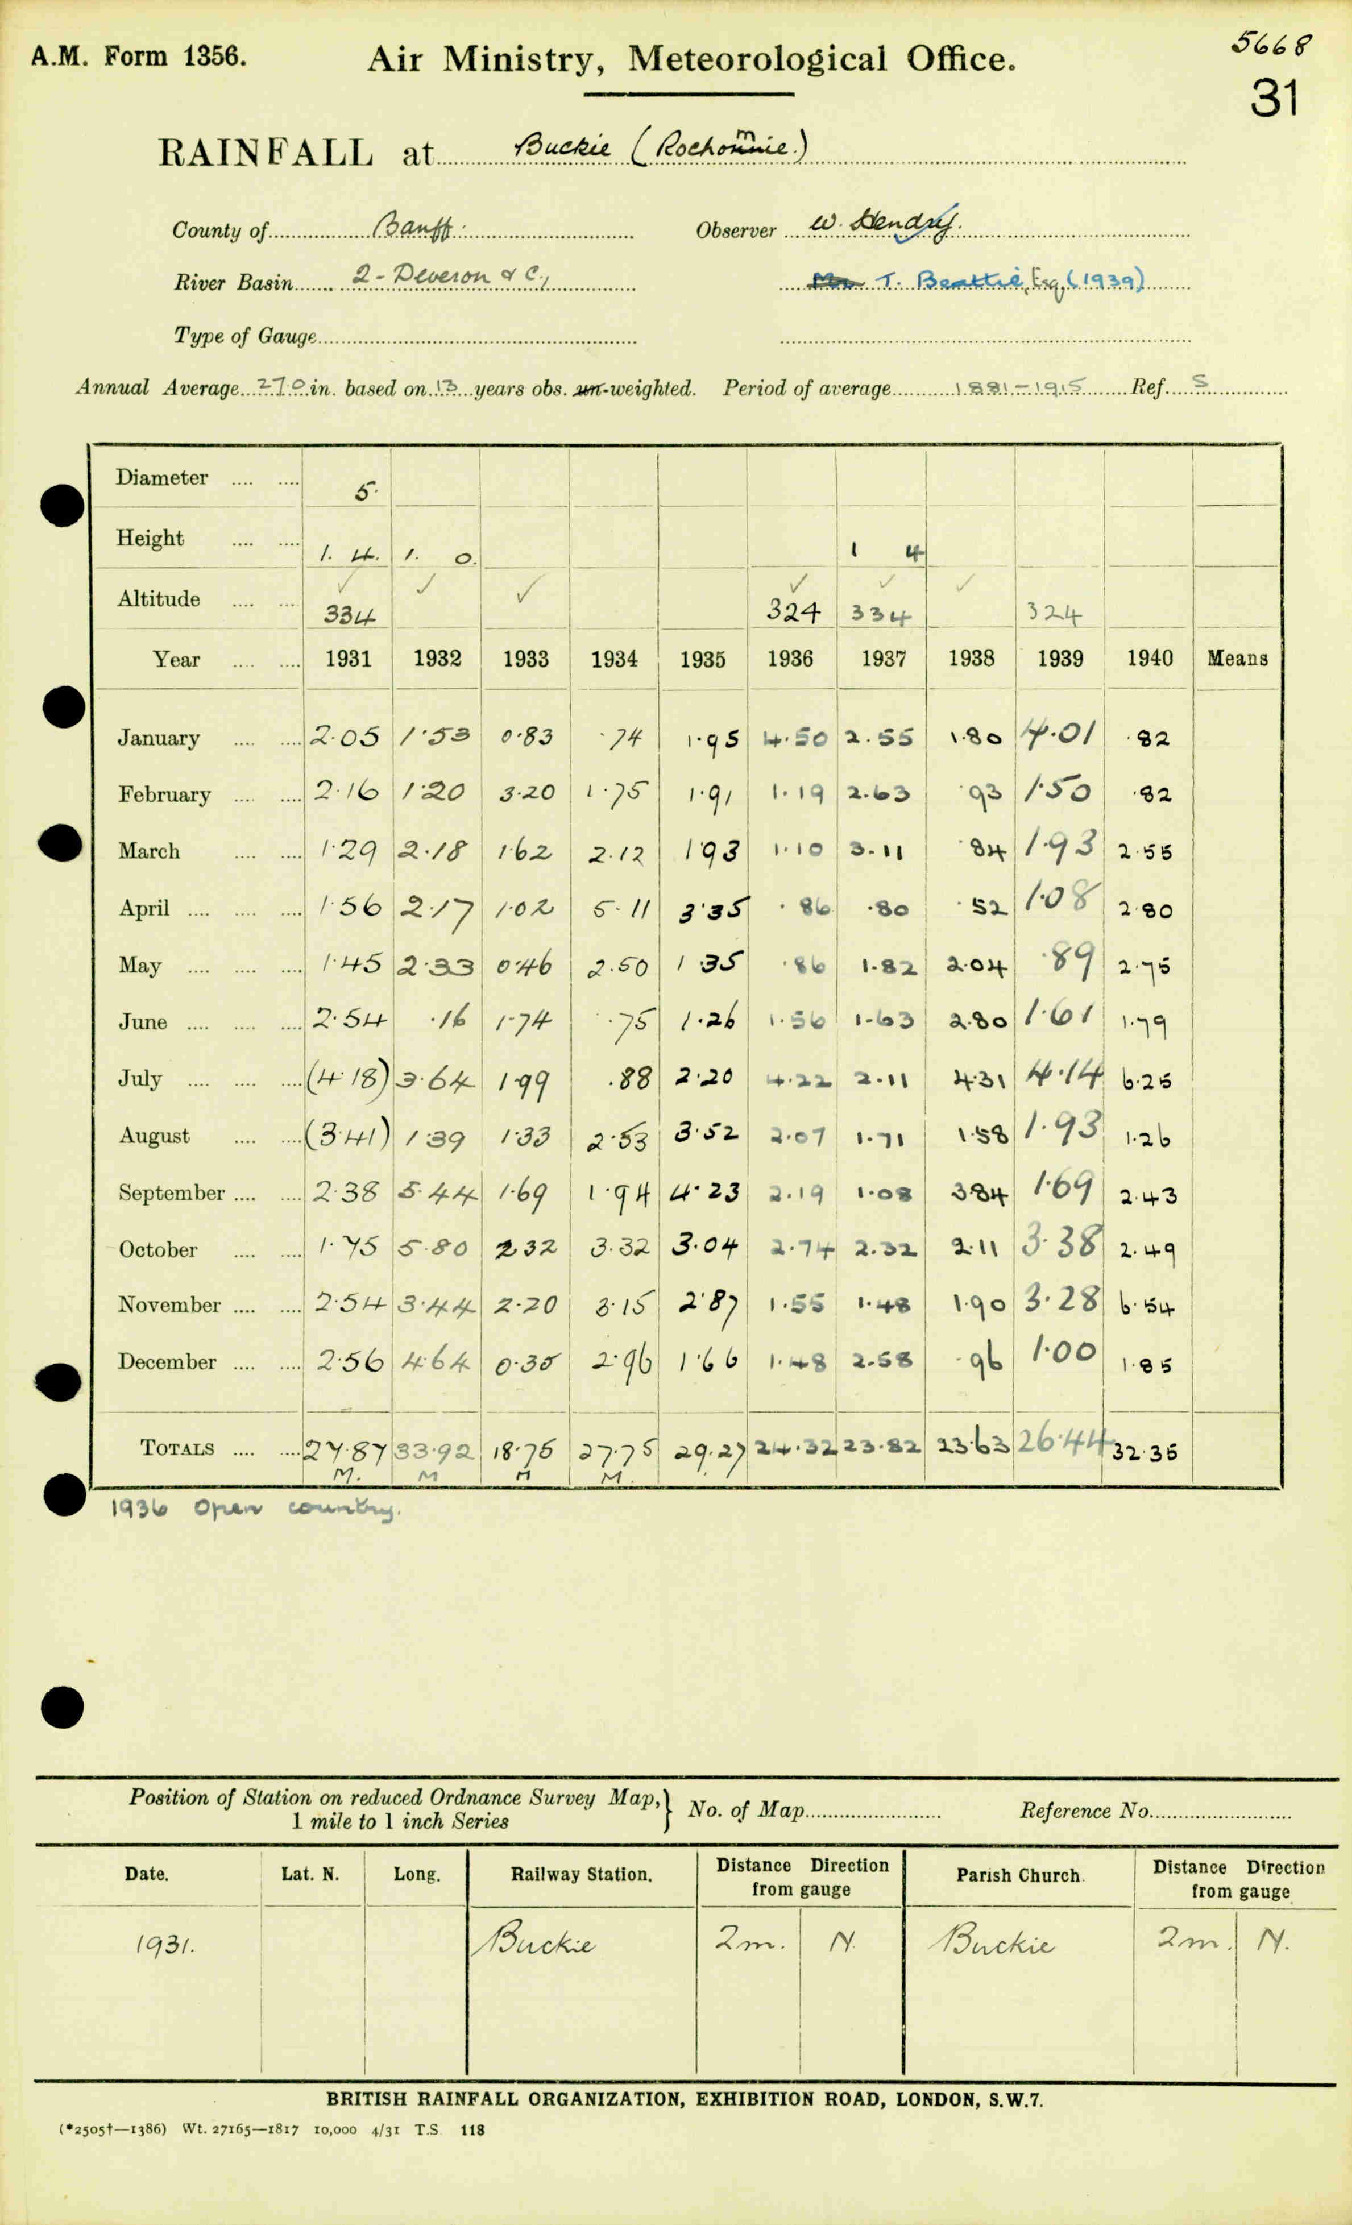 5668
A.M. Form 1356. Air Ministry, Meteorological Office.
31
RAINFALL at Buckie (Rochomie.)
County of Banff. Observer W. Hendry.
River Basin 2 - Deveron & C, Mr T. Beattie, Esq. (1939)
Type of Gauge
Annual Average 27.0 in. based on 13 years obs. un-weighted. Period of average 1881-1915 Ref. S
Diameter 5.
Height 1. 4. 1. 0. 1 4
Altitude 334 324 334 324
Year 1931 1932 1933 1934 1935 1936 1937 1938 1939 1940 Means
January 2.05 1.53 0.83 .74 1.95 4.50 2.55 1.80 4.01 .82
February 2.16 1.20 3.20 1.75 1.91 1.19 2.63 .93 1.50 .82
March 1.29 2.18 1.62 2.12 1.93 1.10 3.11 .84 1.93 2.55
April 1.56 2.17 1.02 5.11 3.35 .86 .80 .52 1.08 2.80
May 1.45 2.33 0.46 2.50 1.35 .86 1.82 2.04 .89 2.75
June 2.54 .16 1.74 .75 1.26 1.56 1.63 2.80 1.61 1.79
July (4.18) 3.64 1.99 .88 2.20 4.22 2.11 4.31 4.14 6.25
August (3.41) 1.39 1.33 2.53 3.52 2.07 1.71 1.58 1.93 1.26
September 2.38 5.44 1.69 1.94 4.23 2.19 1.08 3.84 1.69 2.43
October 1.75 5.80 2.32 3.32 3.04 2.74 2.32 2.11 3.38 2.49
November 2.54 3.44 2.20 3.15 2.87 1.55 1.48 1.90 3.28 6.54
December 2.56 4.64 0.35 2.96 1.66 1.48 2.58 .96 1.00 1.85
TOTALS 27.87 33.92 18.75 27.75 29.27 24.32 23.82 23.63 26.44 32.35
M. M M M.
1936 Open country.
Position of Station on reduced Ordnance Survey Map, 1 mile to 1 inch Series } No. of Map Reference No.
Date. Lat. N. Long. Railway Station. Distance Direction from gauge Parish Church. Distance Direction from gauge
1931. Buckie 2m. N. Buckie 2m. N.
BRITISH RAINFALL ORGANIZATION, EXHIBITION ROAD, LONDON, S.W.7.
(*2505†—1386) Wt. 27165—1817 10,000 4/31 T.S. 118